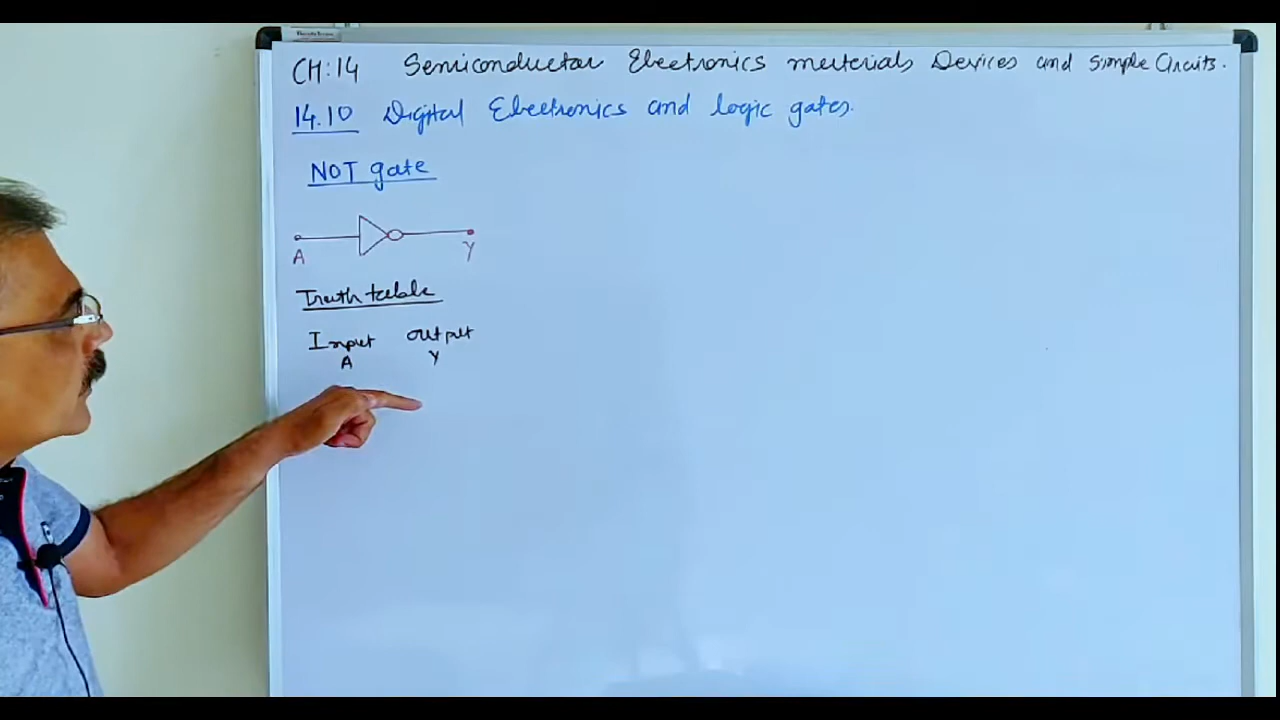 CH:14 Semiconductor Electronics materials Devices and Simple Circuits.
14.10 Digital Electronics and logic gates.
NOT gate
A Y
Truth table
Input output
A Y